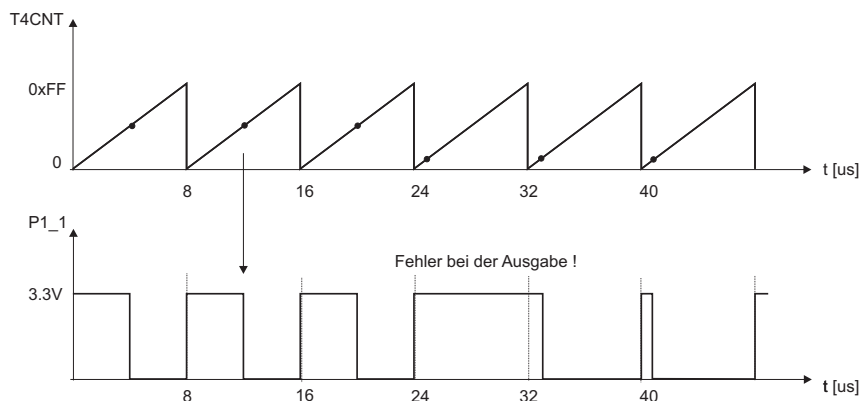 T4CNT
0xFF
0
t [us]
8 16 24 32 40
P1_1
Fehler bei der Ausgabe !
3.3V
8 16 24 32 40
t [us]